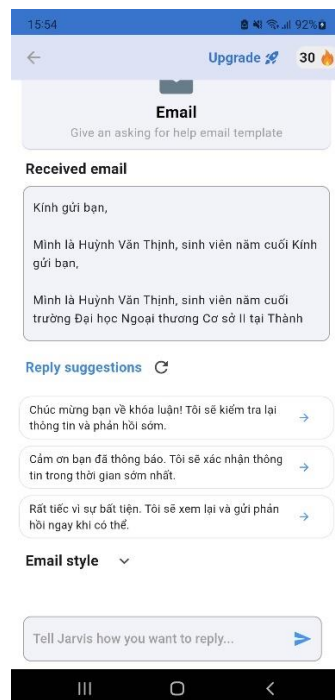 15:54
92%
Upgrade 🚀 30 🔥
Email
Give an asking for help email template
Received email
Kính gửi bạn,
Mình là Huỳnh Văn Thịnh, sinh viên năm cuối Kính
gửi bạn,
Mình là Huỳnh Văn Thịnh, sinh viên năm cuối
trường Đại học Ngoại thương Cơ sở II tại Thành
Reply suggestions
Chúc mừng bạn về khóa luận! Tôi sẽ kiểm tra lại
thông tin và phản hồi sớm.
Cảm ơn bạn đã thông báo. Tôi sẽ xác nhận thông
tin trong thời gian sớm nhất.
Rất tiếc vì sự bất tiện. Tôi sẽ xem lại và gửi phản
hồi ngay khi có thể.
Email style
Tell Jarvis how you want to reply...